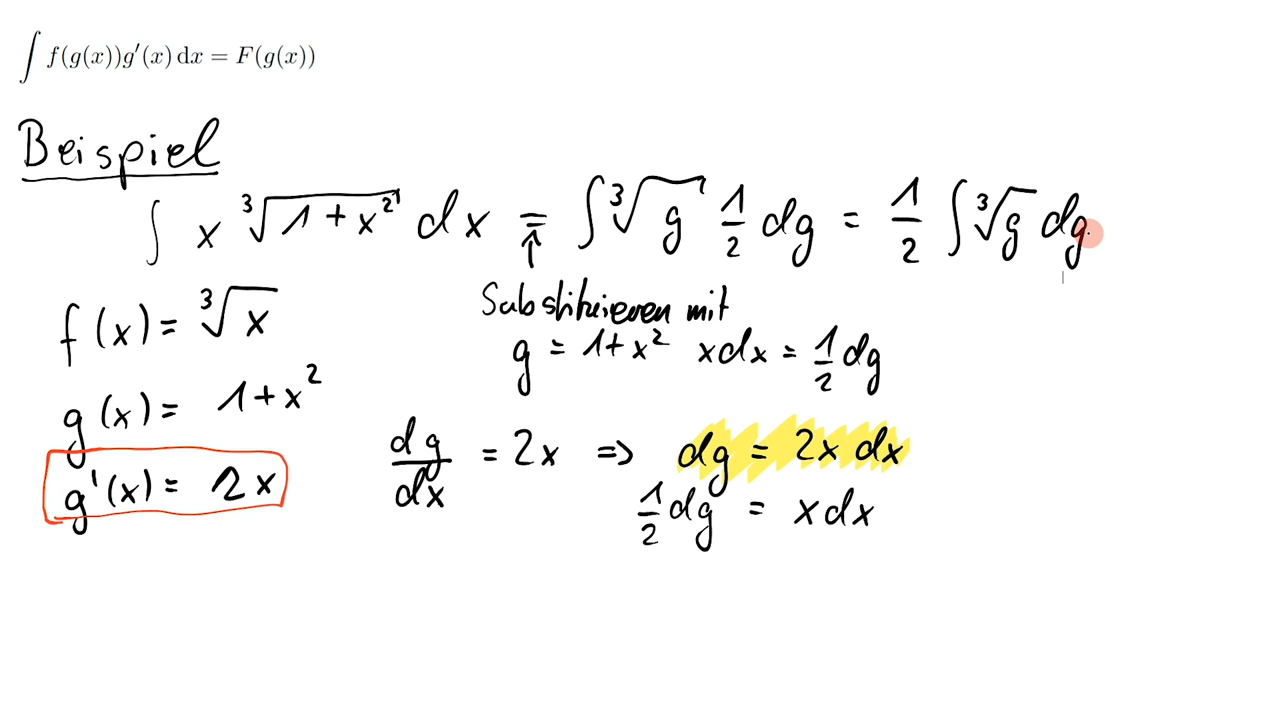 ∫ f(g(x))g′(x) dx = F(g(x))
Beispiel
∫ x ∛(1+x²) dx = ∫ ∛g 1/2 dg = 1/2 ∫ ∛g dg
↑
Substituieren mit
g = 1+x² xdx = 1/2 dg
f(x) = ∛x
g(x) = 1+x²
g'(x) = 2x
dg/dx = 2x ⇒ dg = 2x dx
1/2 dg = x dx